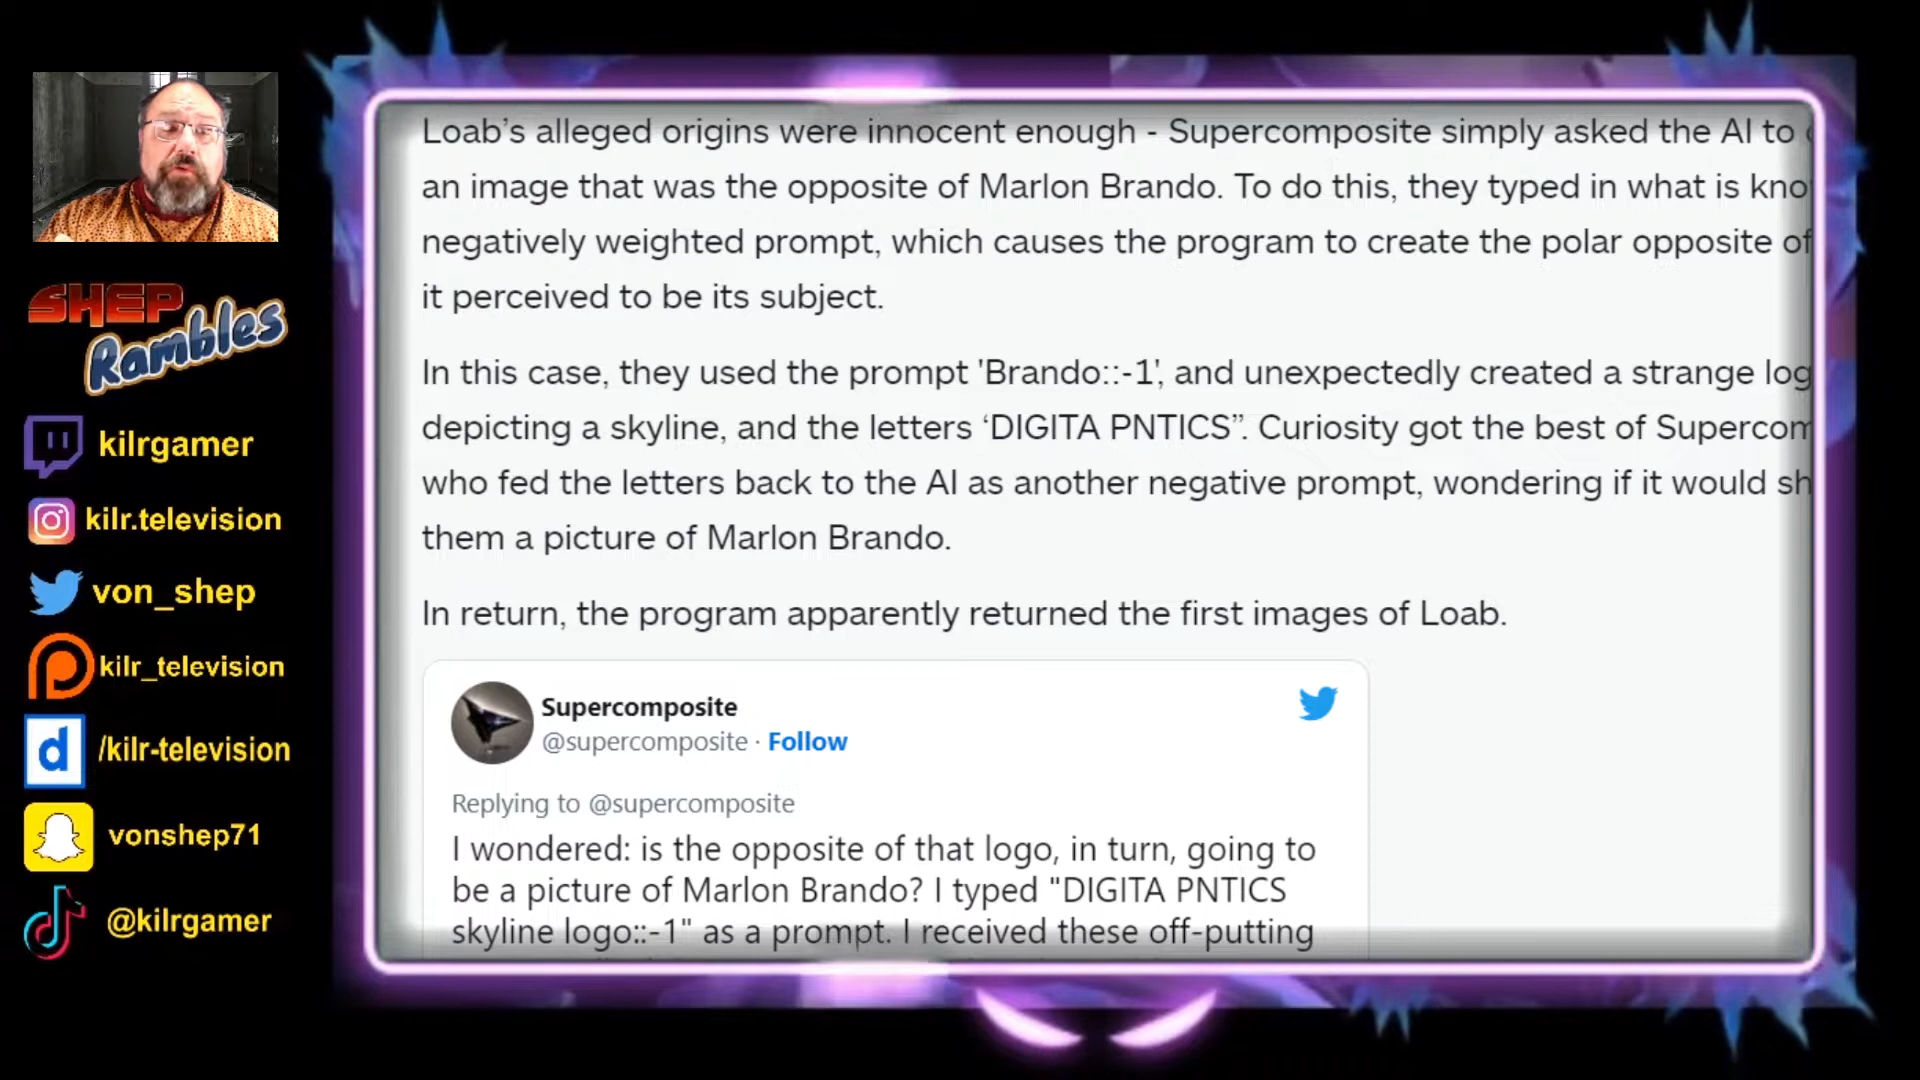 SHEP
Rambles
kilrgamer
kilr.television
von_shep
kilr_television
d /kilr-television
vonshep71
@kilrgamer
Loab's alleged origins were innocent enough - Supercomposite simply asked the AI to
an image that was the opposite of Marlon Brando. To do this, they typed in what is
negatively weighted prompt, which causes the program to create the polar opposite of
it perceived to be its subject.
In this case, they used the prompt 'Brando::-1', and unexpectedly created a strange
depicting a skyline, and the letters ‘DIGITA PNTICS”. Curiosity got the best of
who fed the letters back to the AI as another negative prompt, wondering if it would
them a picture of Marlon Brando.
In return, the program apparently returned the first images of Loab.
Supercomposite
@supercomposite · Follow
Replying to @supercomposite
I wondered: is the opposite of that logo, in turn, going to
be a picture of Marlon Brando? I typed "DIGITA PNTICS
skyline logo::-1" as a prompt. I received these off-putting